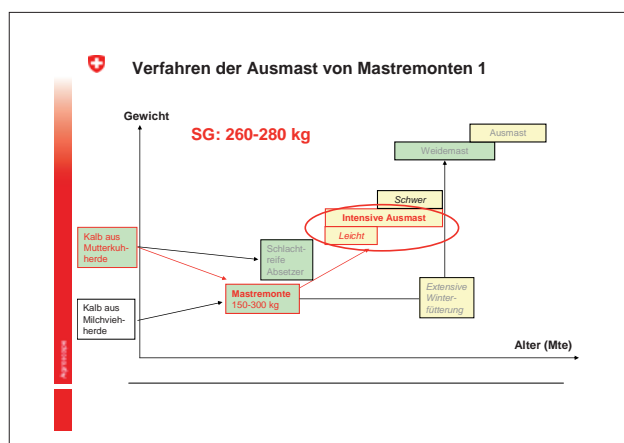 Verfahren der Ausmast von Mastremonten 1
Gewicht
SG: 260-280 kg
Ausmast
Weidemast
Schwer
Intensive Ausmast
Leicht
Kalb aus
Mutterkuh-
herde
Schlacht-
reife
Absetzer
Mastremonte
150-300 kg
Extensive
Winter-
fütterung
Kalb aus
Milchvieh-
herde
Alter (Mte)
Agroscope